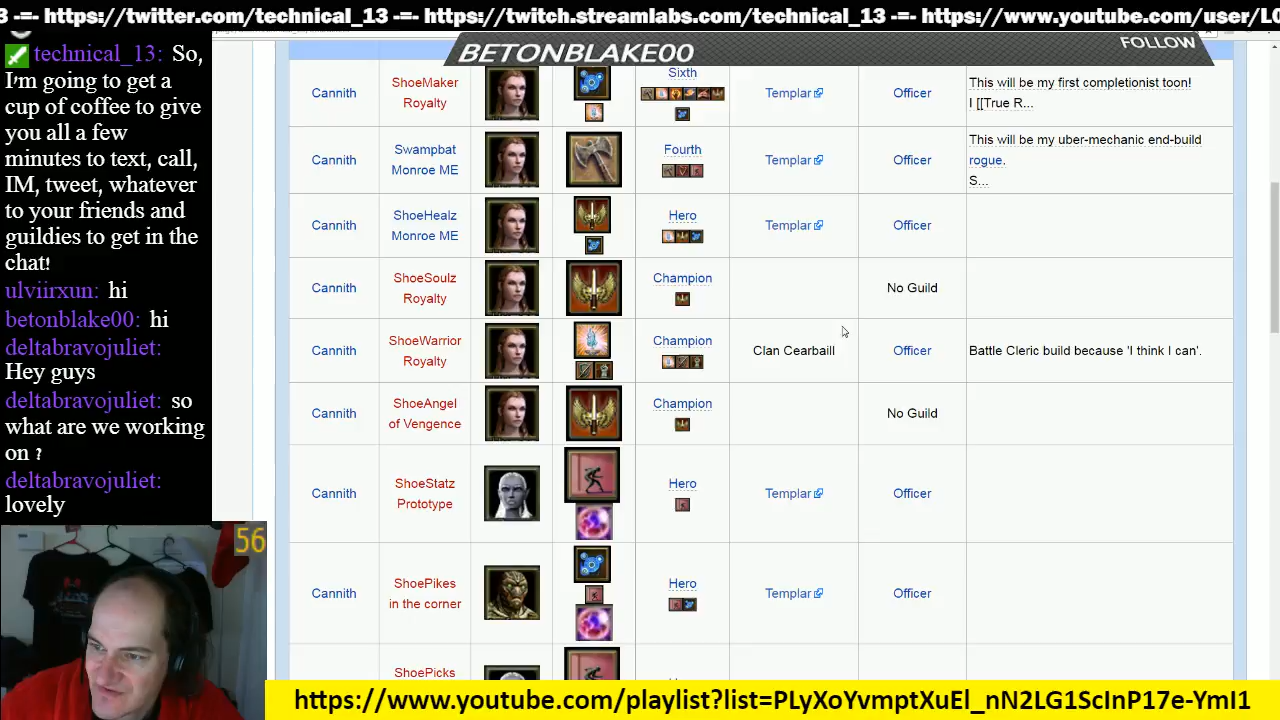 3 -=- https://twitter.com/technical_13 -=- https://twitch.streamlabs.com/technical_13 -=- https://www.youtube.com/user/L
BETONBLAKE00
FOLLOW
technical_13: So,
I'm going to get a
cup of coffee to give
you all a few
minutes to text, call,
IM, tweet, whatever
to your friends and
guildies to get in the
chat!
ulviirxun: hi
betonblake00: hi
deltabravojuliet:
Hey guys
deltabravojuliet: so
what are we working
on ?
deltabravojuliet:
lovely
56
Cannith
ShoeMaker
Royalty
Sixth
Templar
Officer
This will be my first completionist toon!
I [[True R...
Cannith
Swampbat
Monroe ME
Fourth
Templar
Officer
This will be my uber-mechanic end-build
rogue.
S...
Cannith
ShoeHealz
Monroe ME
Hero
Templar
Officer
Cannith
ShoeSoulz
Royalty
Champion
No Guild
Cannith
ShoeWarrior
Royalty
Champion
Clan Cearbaill
Officer
Battle Cleric build because 'I think I can'.
Cannith
ShoeAngel
of Vengence
Champion
No Guild
Cannith
ShoeStatz
Prototype
Hero
Templar
Officer
Cannith
ShoePikes
in the corner
Hero
Templar
Officer
ShoePicks
https://www.youtube.com/playlist?list=PLyXoYvmptXuEl_nN2LG1ScInP17e-YmI1